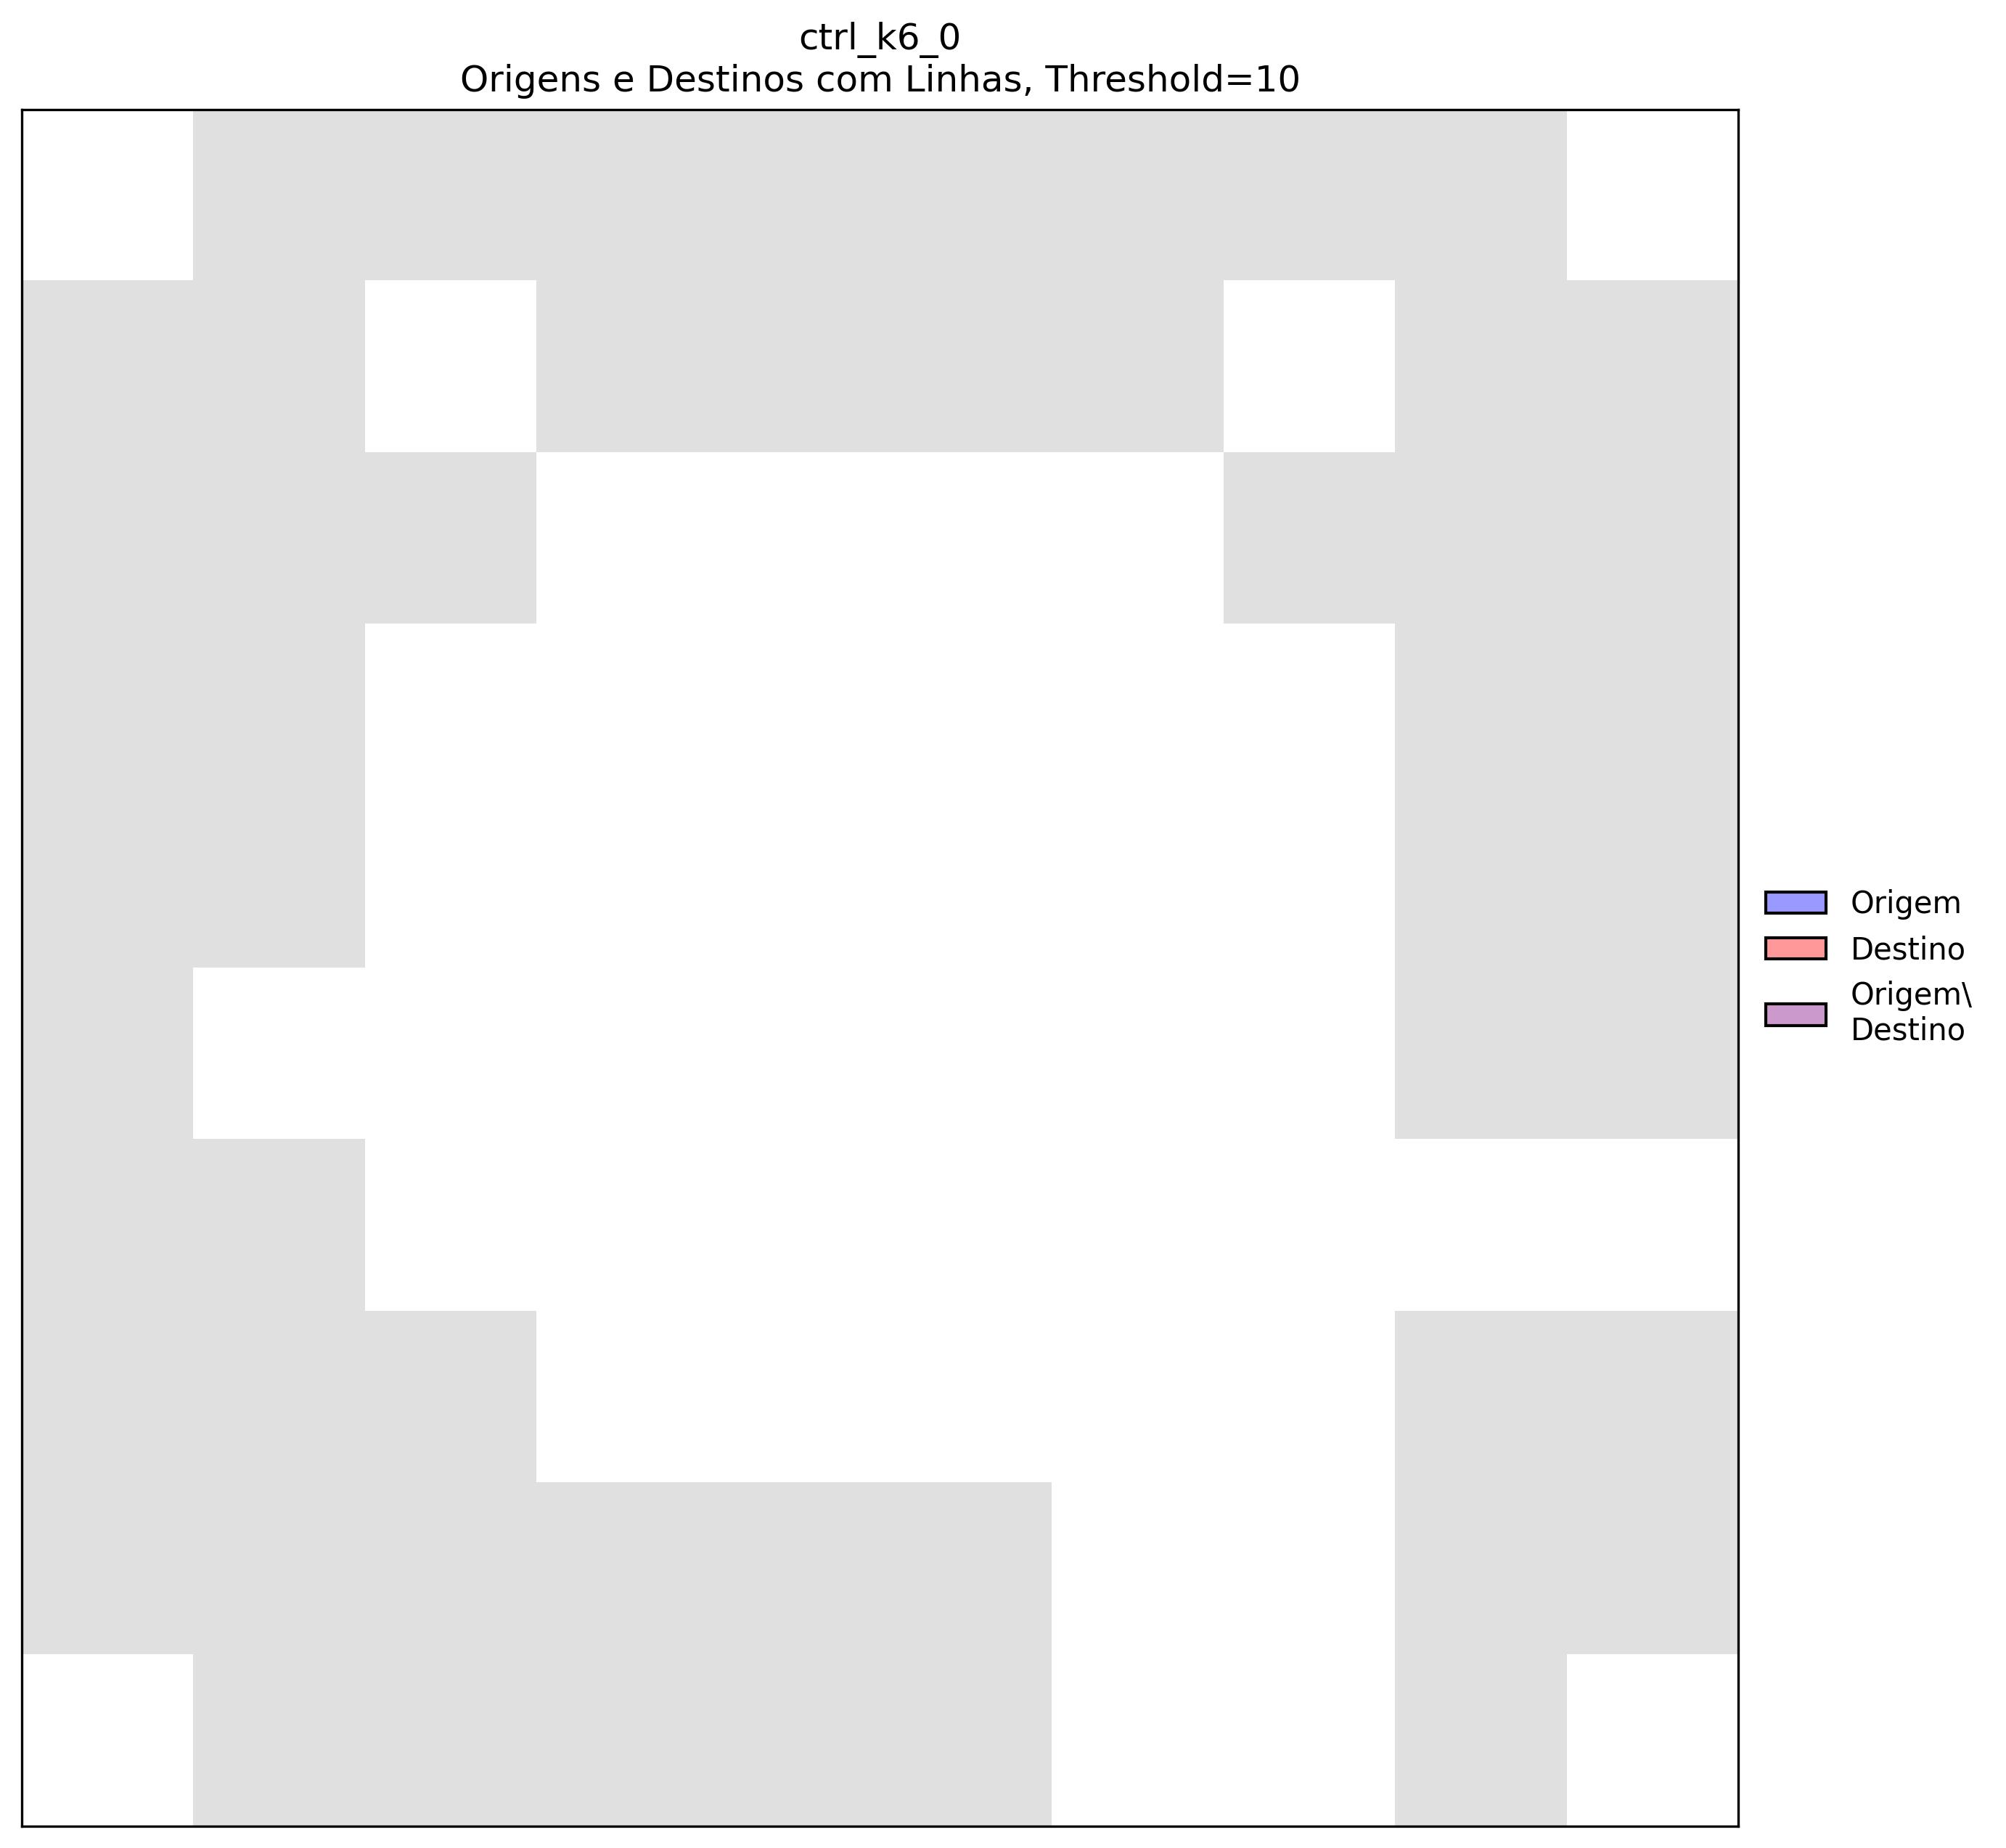 ctrl_k6_0
Origens e Destinos com Linhas, Threshold=10
Origem
Destino
Origem\
Destino